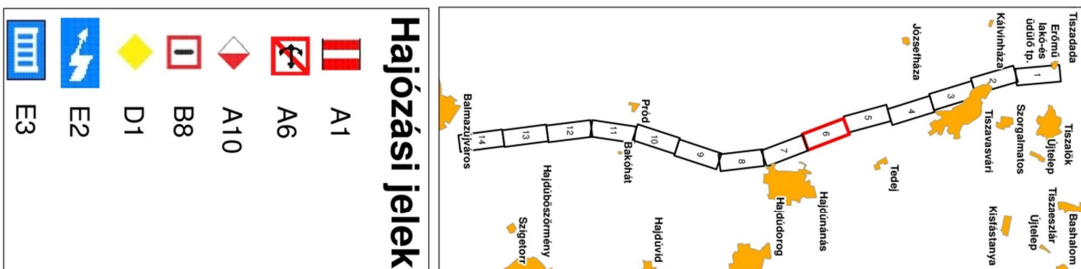 Hajózási jelek
A1
A6
A10
B8
D1
E2
E3
Tiszadada
Erőmű
lakó-és
üdülő tp.
Kálvinháza
Józsefháza
Tiszalök
Újtelep
Szorgalmatos
Tiszavasvári
Bashalom
Tiszaeszlár
Újtelep
Kisfástanya
Tedej
Hajdúnánás
Hajdúdorog
Pród
Bakóhát
Hajdúvid
Hajdúböszörmény
Szigetorr
Balmazújváros
1
2
3
4
5
6
7
8
9
10
11
12
13
14